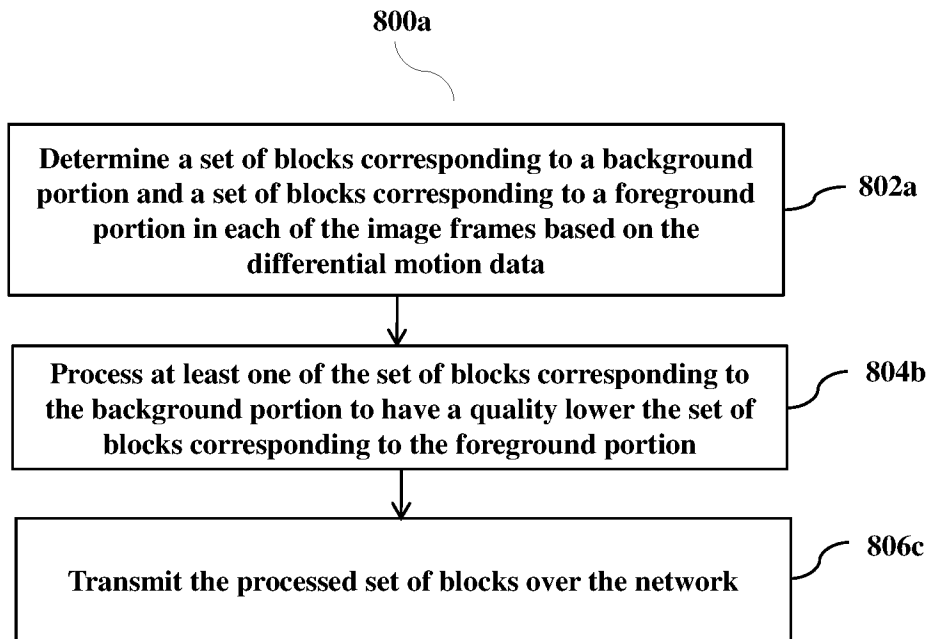 800a
Determine a set of blocks corresponding to a background
portion and a set of blocks corresponding to a foreground
portion in each of the image frames based on the
differential motion data
802a
Process at least one of the set of blocks corresponding to
the background portion to have a quality lower the set of
blocks corresponding to the foreground portion
804b
Transmit the processed set of blocks over the network
806c